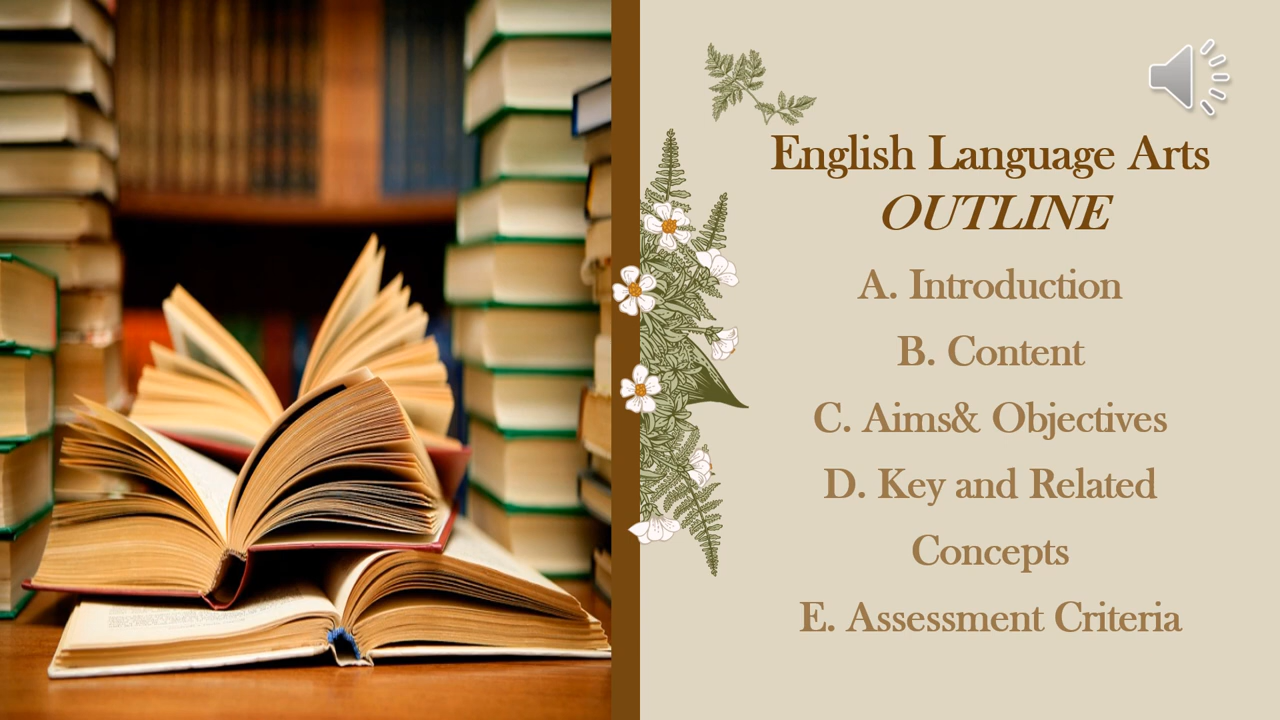 English Language Arts
OUTLINE
A. Introduction
B. Content
C. Aims& Objectives
D. Key and Related
Concepts
E. Assessment Criteria